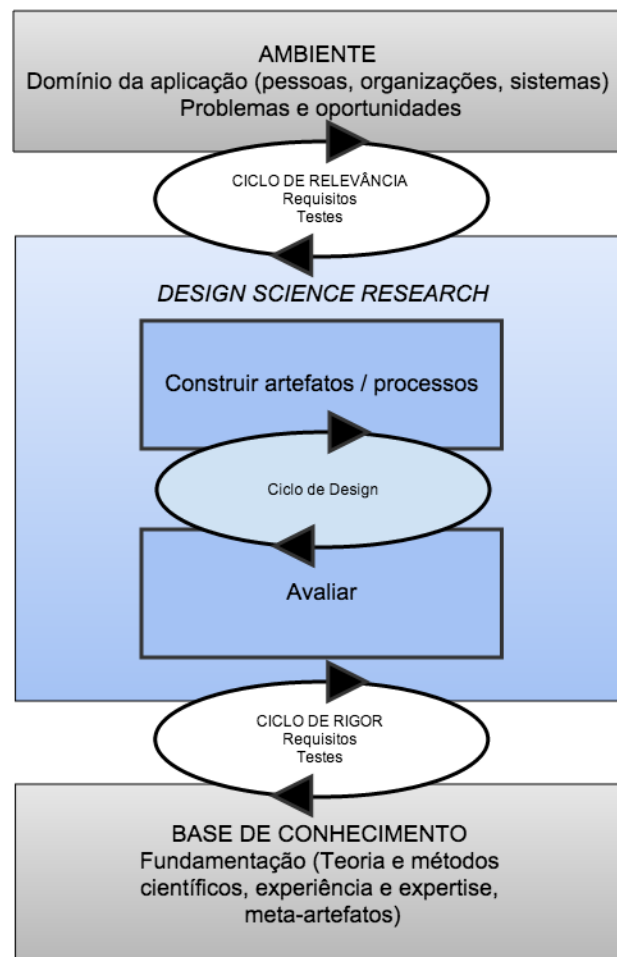 AMBIENTE
Domínio da aplicação (pessoas, organizações, sistemas)
Problemas e oportunidades
CICLO DE RELEVÂNCIA
Requisitos
Testes
DESIGN SCIENCE RESEARCH
Construir artefatos / processos
Ciclo de Design
Avaliar
CICLO DE RIGOR
Requisitos
Testes
BASE DE CONHECIMENTO
Fundamentação (Teoria e métodos
científicos, experiência e expertise,
meta-artefatos)